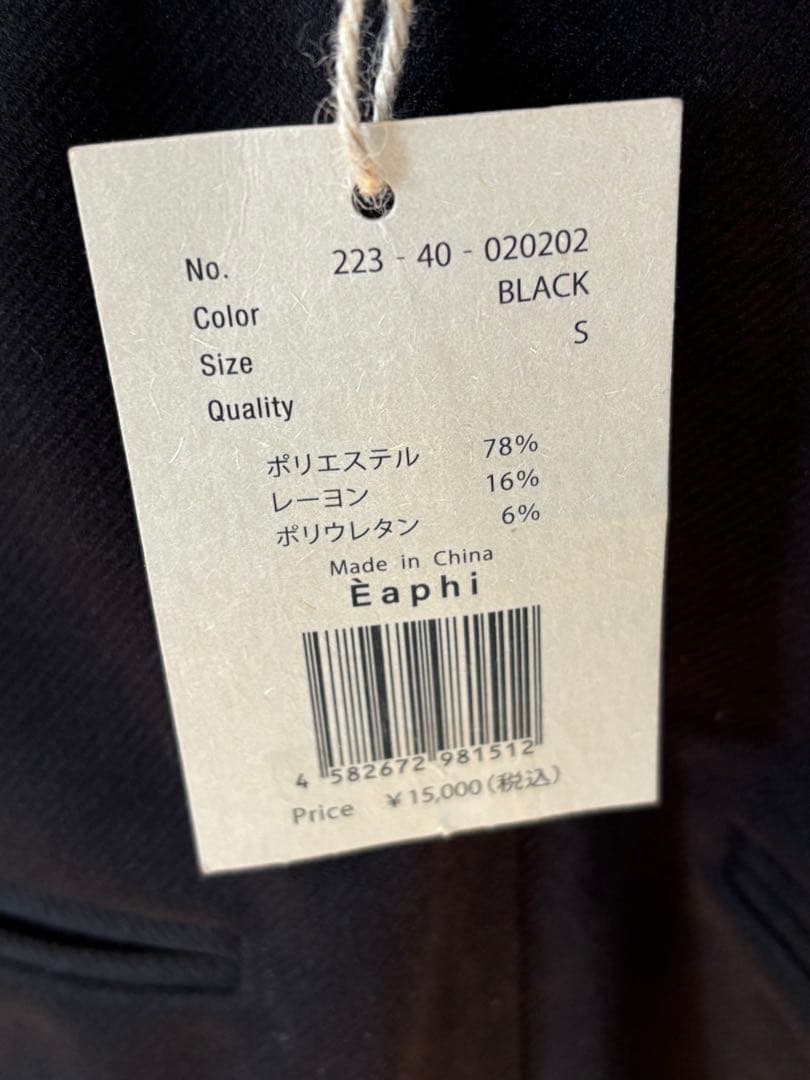 No. 223 - 40 - 020202
Color BLACK
Size S
Quality
ポリエステル 78%
レーヨン 16%
ポリウレタン 6%
Made in China
Èaphi
4 582672 981512
Price ¥15,000(税込)